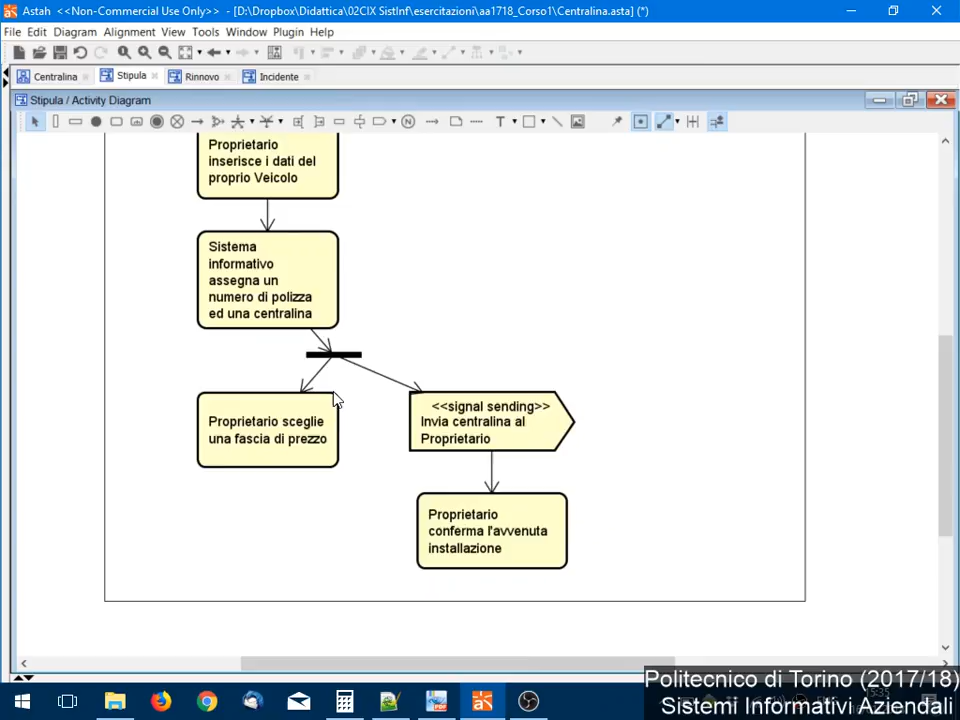 Astah <<Non-Commercial Use Only>> - [D:\Dropbox\Didattica\02CIX SistInf\esercitazioni\aa1718_Corso1\Centralina.asta] (*)
File Edit Diagram Alignment View Tools Window Plugin Help
Centralina Stipula Rinnovo Incidente
Stipula / Activity Diagram
Proprietario
inserisce i dati del
proprio Veicolo
Sistema
informativo
assegna un
numero di polizza
ed una centralina
Proprietario sceglie
una fascia di prezzo
<<signal sending>>
Invia centralina al
Proprietario
Proprietario
conferma l'avvenuta
installazione
Politecnico di Torino (2017/18)
Sistemi Informativi Aziendali
5:35